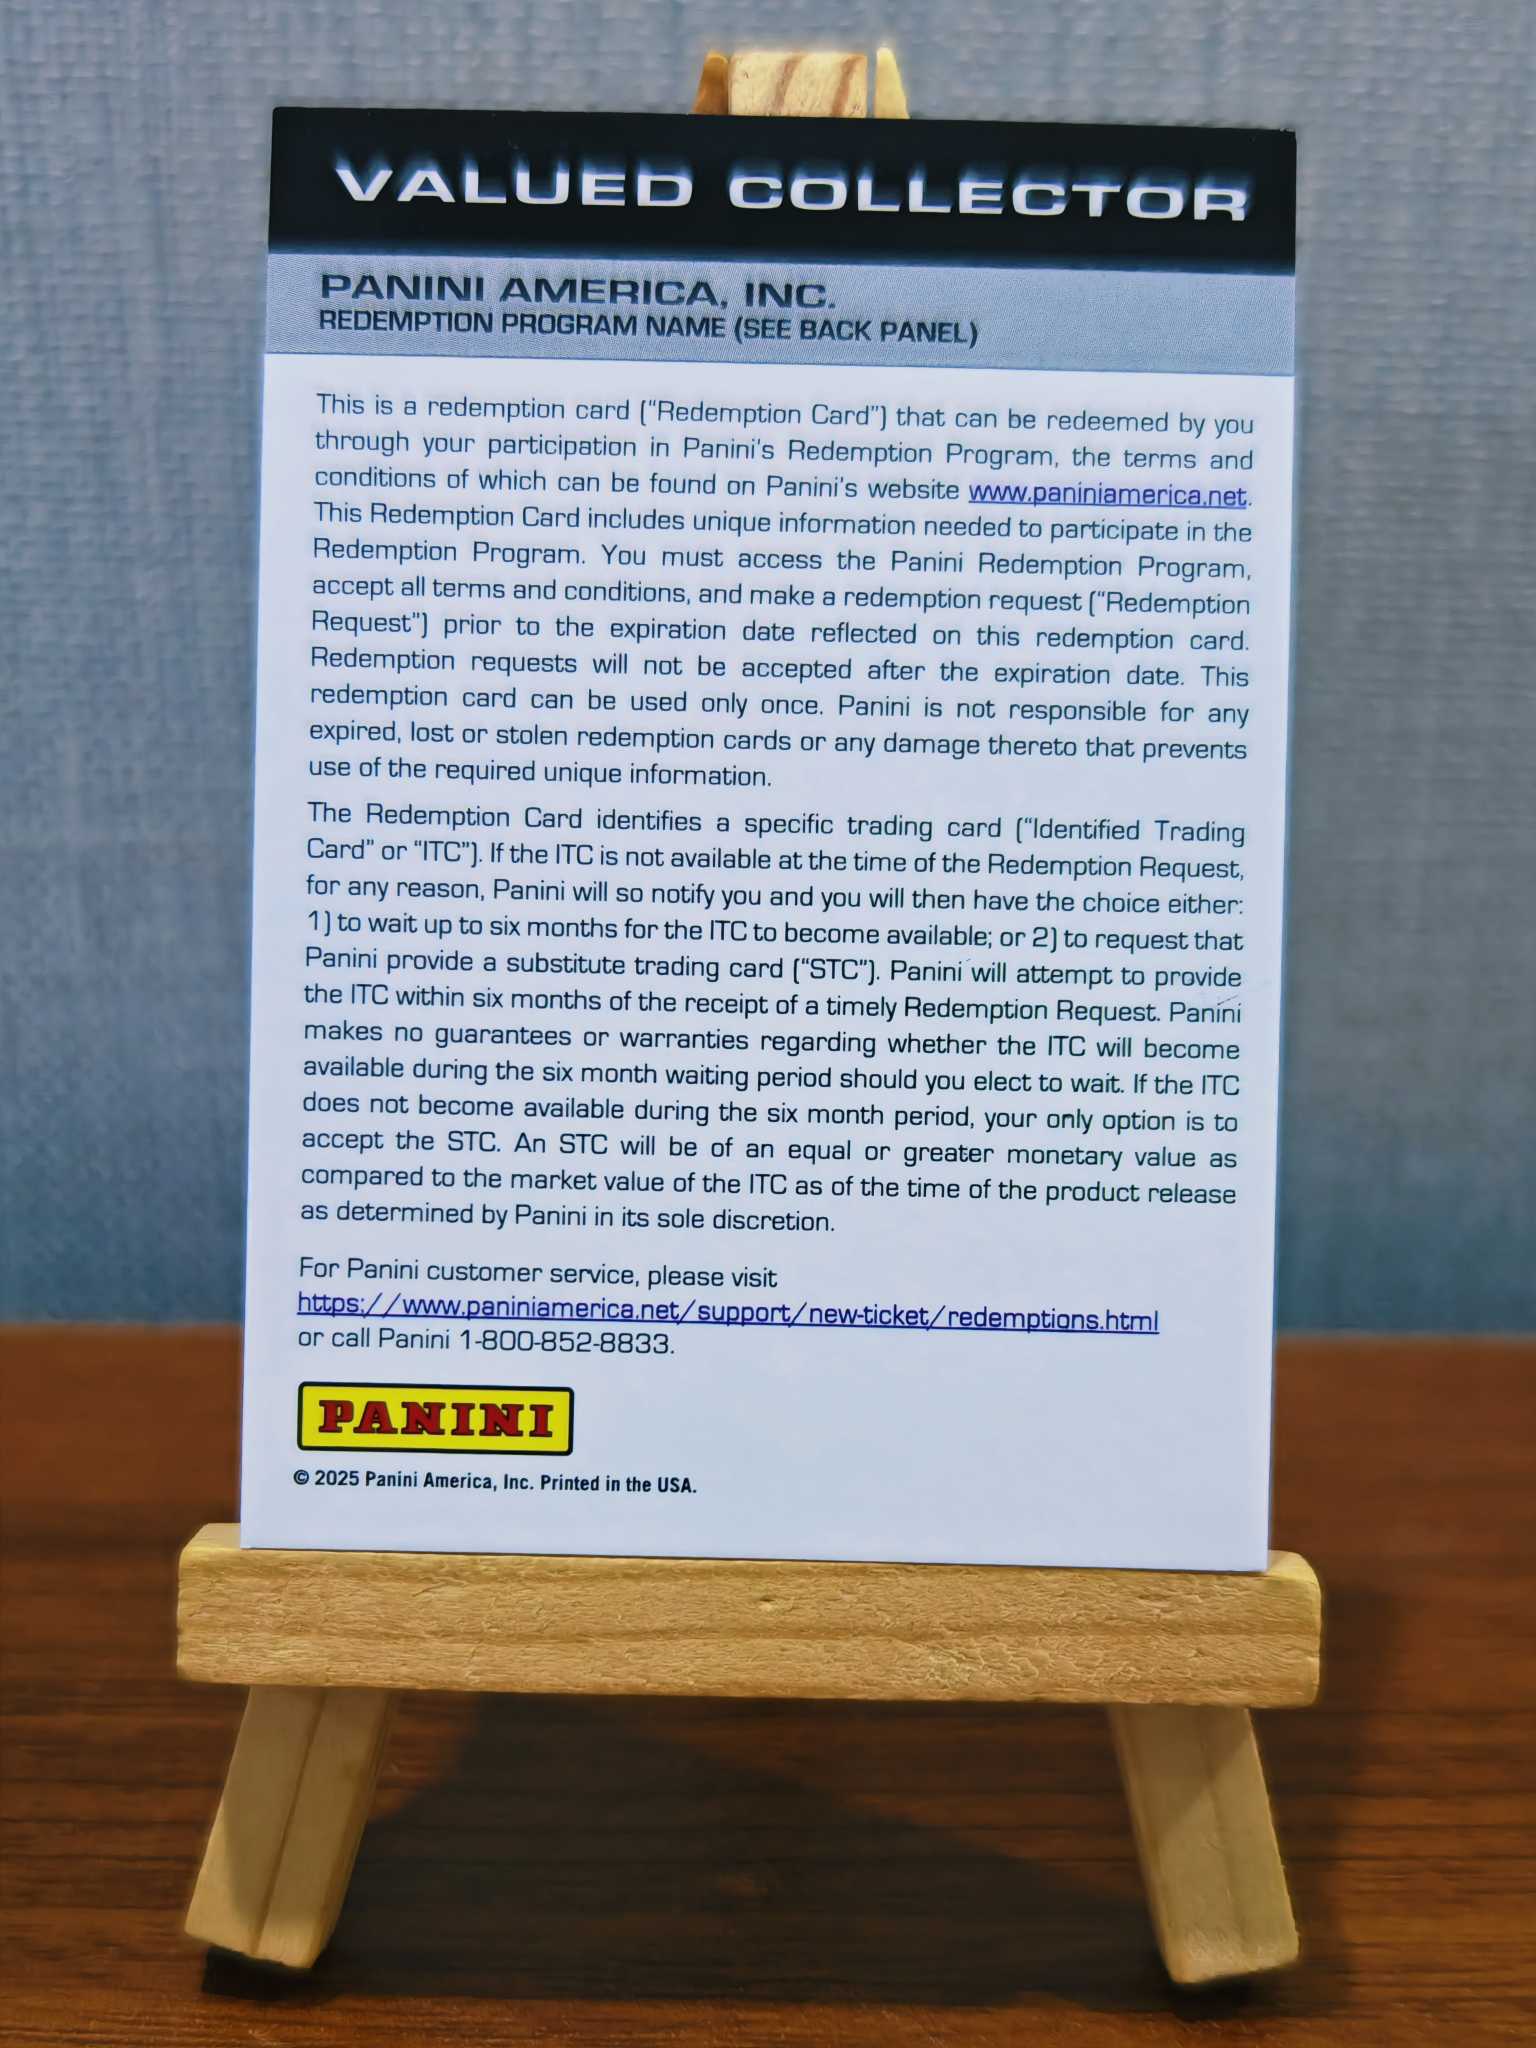 VALUED COLLECTOR
PANINI AMERICA, INC.
REDEMPTION PROGRAM NAME (SEE BACK PANEL)
This is a redemption card (“Redemption Card”) that can be redeemed by you
through your participation in Panini’s Redemption Program, the terms and
conditions of which can be found on Panini’s website www.paniniamerica.net.
This Redemption Card includes unique information needed to participate in the
Redemption Program. You must access the Panini Redemption Program,
accept all terms and conditions, and make a redemption request (“Redemption
Request”) prior to the expiration date reflected on this redemption card.
Redemption requests will not be accepted after the expiration date. This
redemption card can be used only once. Panini is not responsible for any
expired, lost or stolen redemption cards or any damage thereto that prevents
use of the required unique information.
The Redemption Card identifies a specific trading card (“Identified Trading
Card” or “ITC”). If the ITC is not available at the time of the Redemption Request,
for any reason, Panini will so notify you and you will then have the choice either:
1) to wait up to six months for the ITC to become available; or 2) to request that
Panini provide a substitute trading card (“STC”). Panini will attempt to provide
the ITC within six months of the receipt of a timely Redemption Request. Panini
makes no guarantees or warranties regarding whether the ITC will become
available during the six month waiting period should you elect to wait. If the ITC
does not become available during the six month period, your only option is to
accept the STC. An STC will be of an equal or greater monetary value as
compared to the market value of the ITC as of the time of the product release
as determined by Panini in its sole discretion.
For Panini customer service, please visit
https://www.paniniamerica.net/support/new-ticket/redemptions.html
or call Panini 1-800-852-8833.
PANINI
© 2025 Panini America, Inc. Printed in the USA.